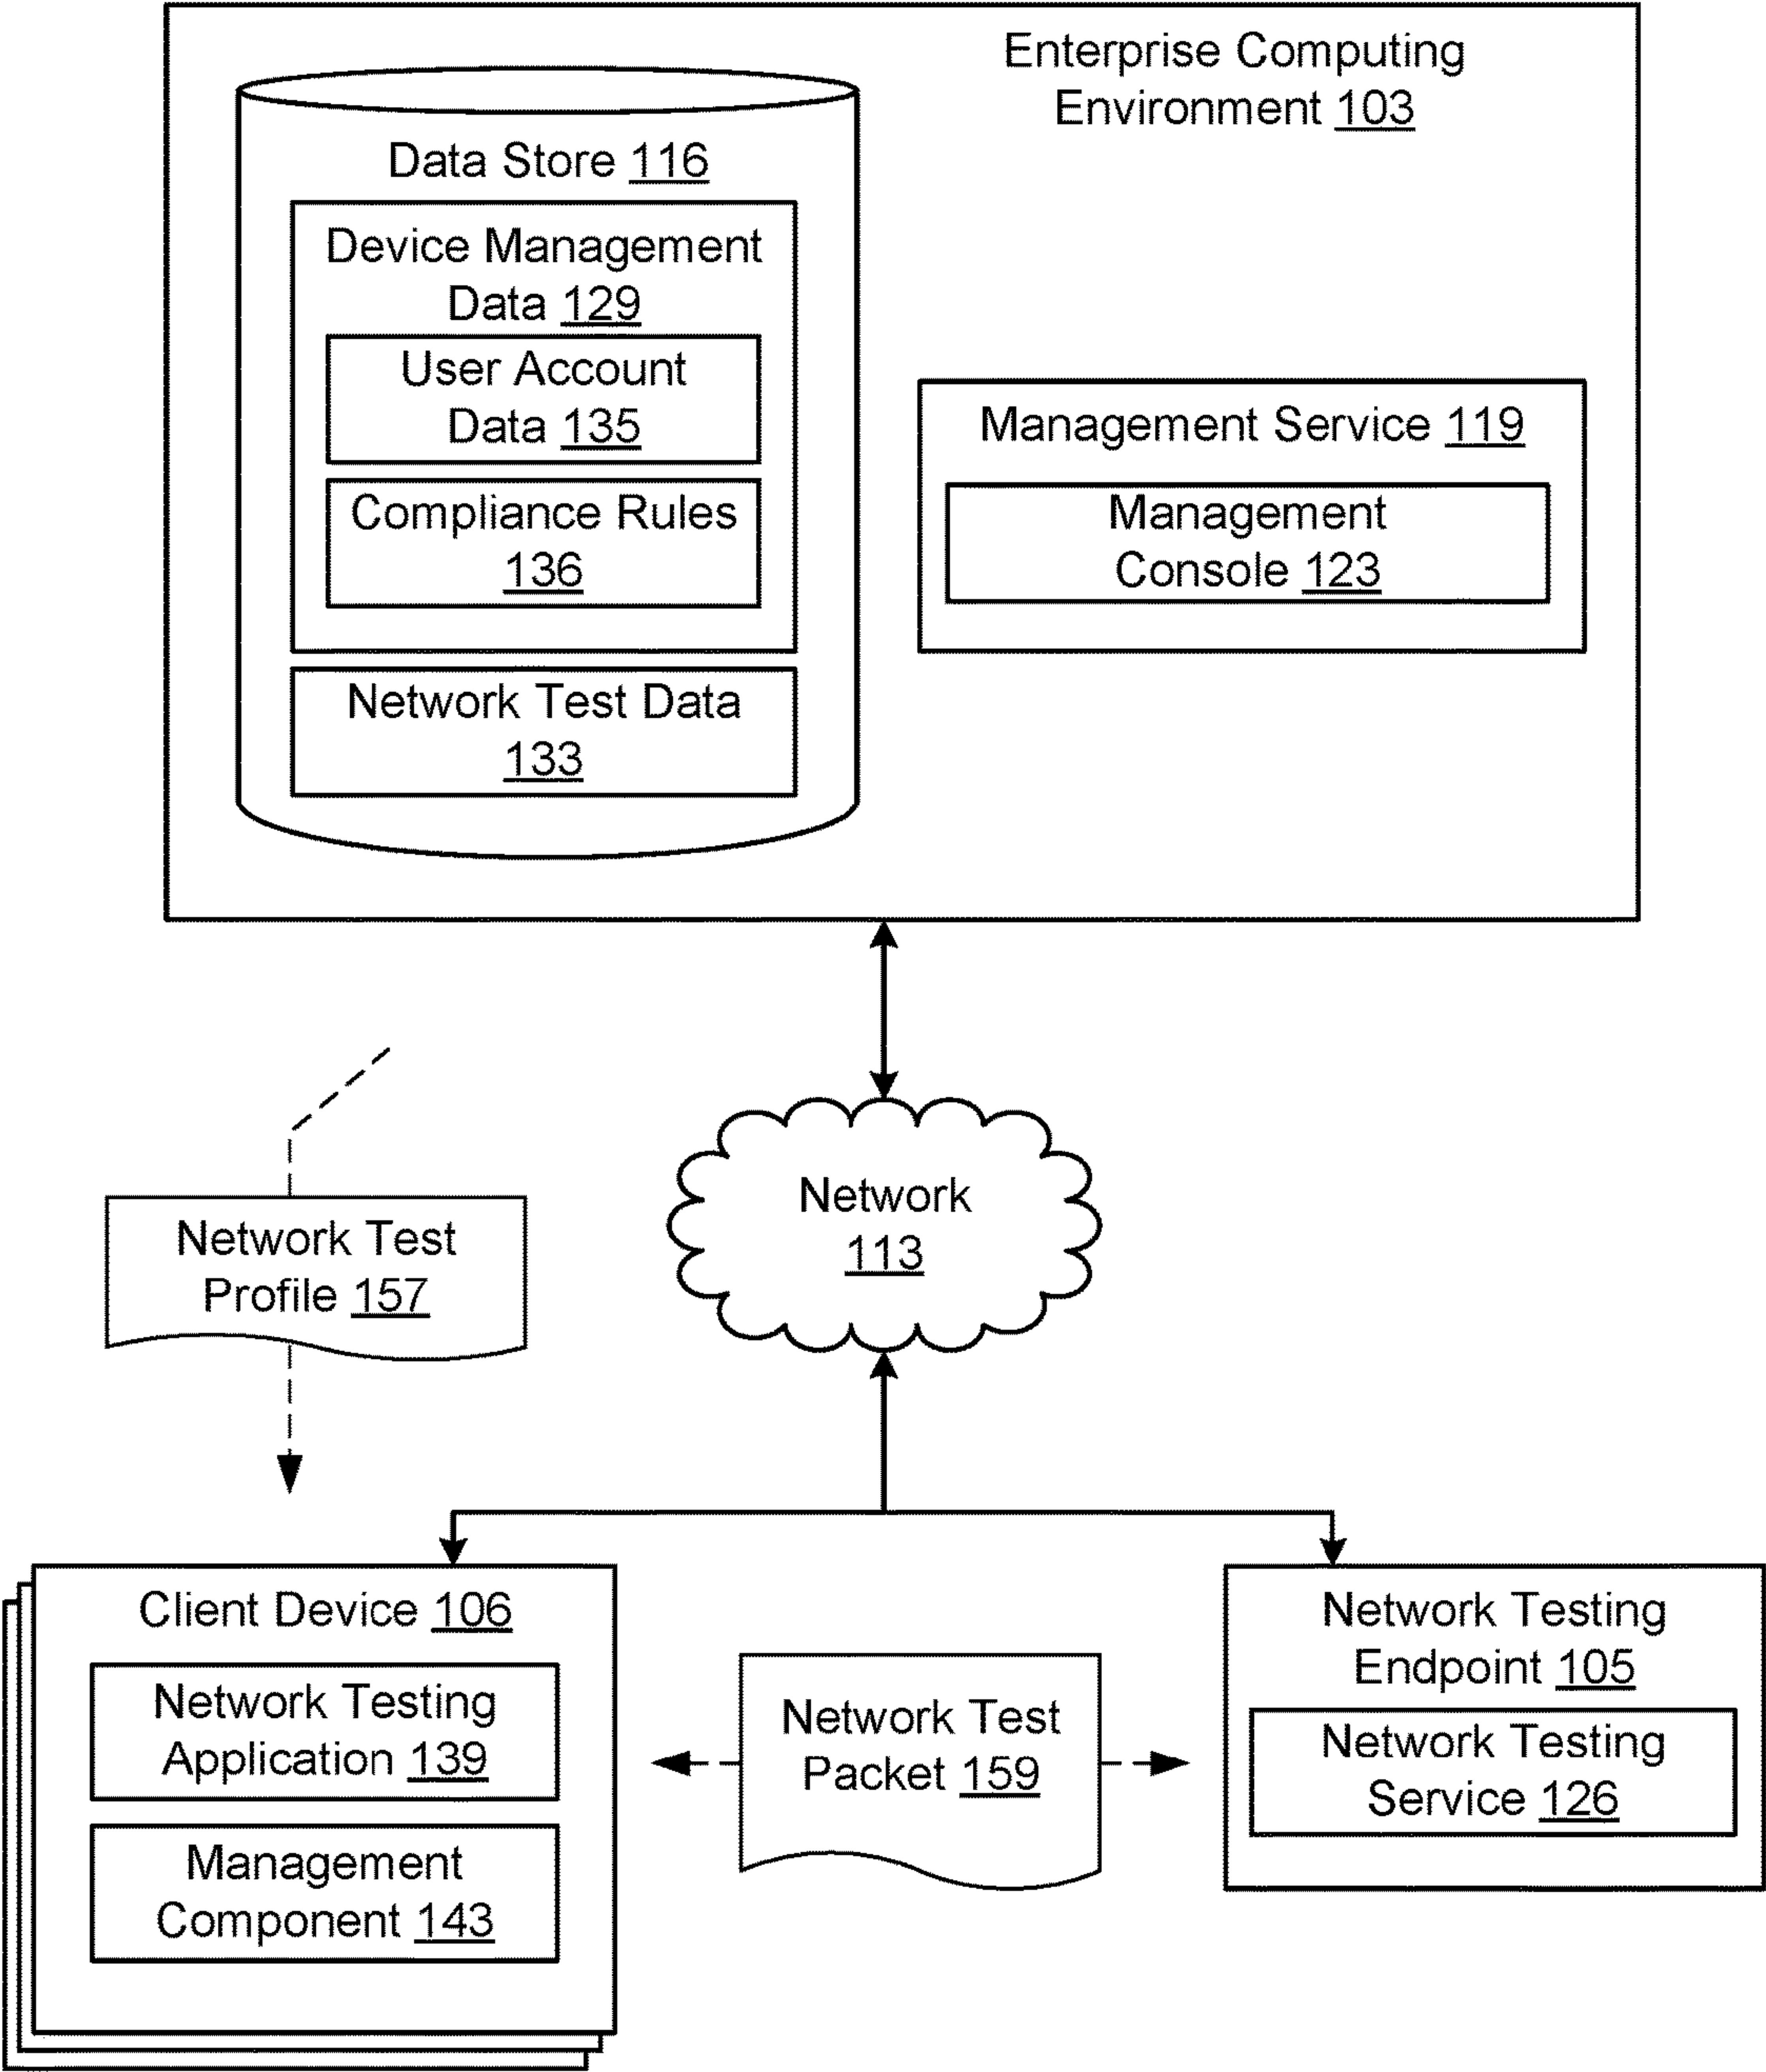 Enterprise Computing
Environment 103
Data Store 116
Device Management
Data 129
User Account
Data 135
Compliance Rules
136
Network Test Data
133
Management Service 119
Management
Console 123
Network
113
Network Test
Profile 157
Client Device 106
Network Testing
Application 139
Management
Component 143
Network Test
Packet 159
Network Testing
Endpoint 105
Network Testing
Service 126